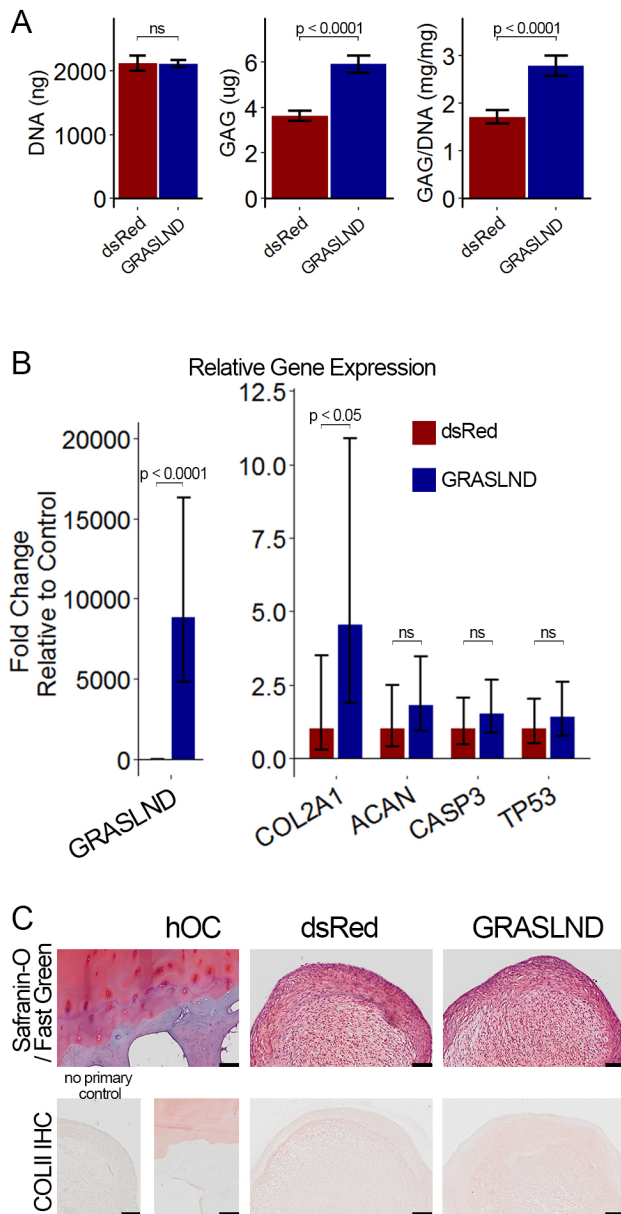 A
DNA (ng)
2000
1000
0
ns
dsRed
GRASLND
GAG (ug)
6
4
2
0
p < 0.0001
dsRed
GRASLND
GAG/DNA (mg/mg)
3
2
1
0
p < 0.0001
dsRed
GRASLND
B
Relative Gene Expression
Fold Change
Relative to Control
20000
15000
10000
5000
0
p < 0.0001
GRASLND
12.5
10.0
7.5
5.0
2.5
0.0
p < 0.05
ns
ns
ns
dsRed
GRASLND
COL2A1
ACAN
CASP3
TP53
C
hOC
dsRed
GRASLND
Safranin-O
/ Fast Green
no primary
control
COLII IHC